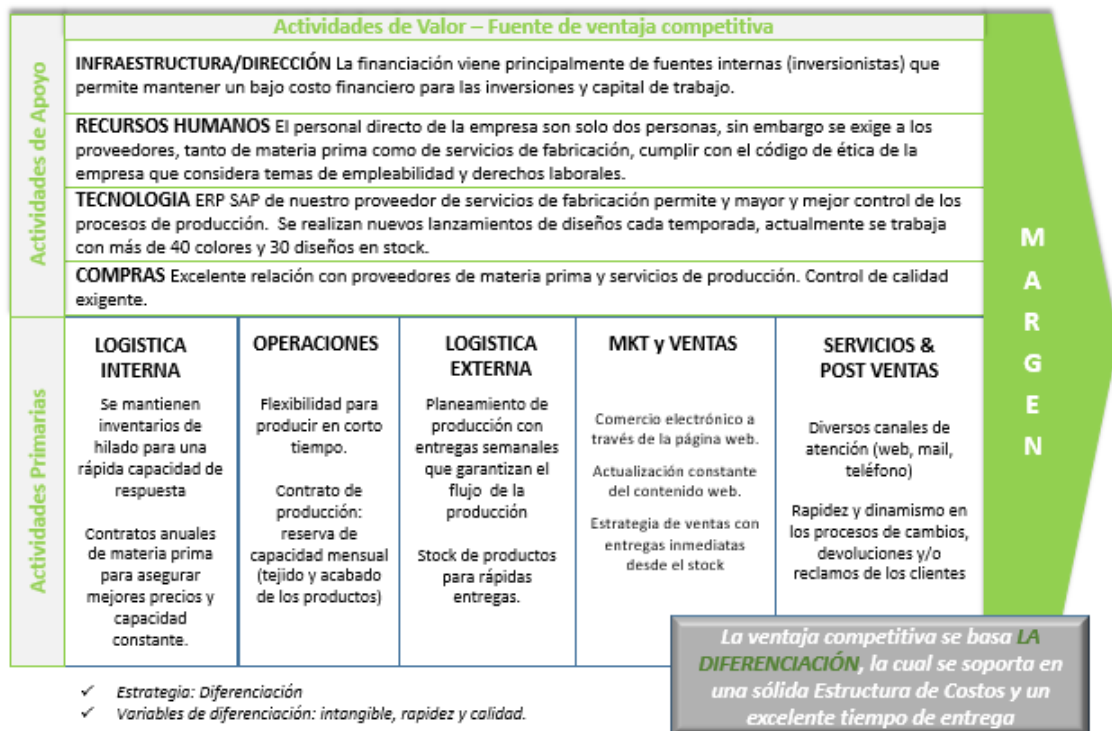 Actividades de Valor – Fuente de ventaja competitiva
Actividades de Apoyo
INFRAESTRUCTURA/DIRECCIÓN La financiación viene principalmente de fuentes internas (inversionistas) que
permite mantener un bajo costo financiero para las inversiones y capital de trabajo.
RECURSOS HUMANOS El personal directo de la empresa son solo dos personas, sin embargo se exige a los
proveedores, tanto de materia prima como de servicios de fabricación, cumplir con el código de ética de la
empresa que considera temas de empleabilidad y derechos laborales.
TECNOLOGIA ERP SAP de nuestro proveedor de servicios de fabricación permite y mayor y mejor control de los
procesos de producción. Se realizan nuevos lanzamientos de diseños cada temporada, actualmente se trabaja
con más de 40 colores y 30 diseños en stock.
COMPRAS Excelente relación con proveedores de materia prima y servicios de producción. Control de calidad
exigente.
Actividades Primarias
LOGISTICA
INTERNA
Se mantienen
inventarios de
hilado para una
rápida capacidad de
respuesta
Contratos anuales
de materia prima
para asegurar
mejores precios y
capacidad
constante.
OPERACIONES
Flexibilidad para
producir en corto
tiempo.
Contrato de
producción:
reserva de
capacidad mensual
(tejido y acabado
de los productos)
LOGISTICA
EXTERNA
Planeamiento de
producción con
entregas semanales
que garantizan el
flujo de la
producción
Stock de productos
para rápidas
entregas.
MKT y VENTAS
Comercio electrónico a
través de la página web.
Actualización constante
del contenido web.
Estrategia de ventas con
entregas inmediatas
desde el stock
SERVICIOS &
POST VENTAS
Diversos canales de
atención (web, mail,
teléfono)
Rapidez y dinamismo en
los procesos de cambios,
devoluciones y/o
reclamos de los clientes
M
A
R
G
E
N
La ventaja competitiva se basa LA
DIFERENCIACIÓN, la cual se soporta en
una sólida Estructura de Costos y un
excelente tiempo de entrega
✓ Estrategia: Diferenciación
✓ Variables de diferenciación: intangible, rapidez y calidad.